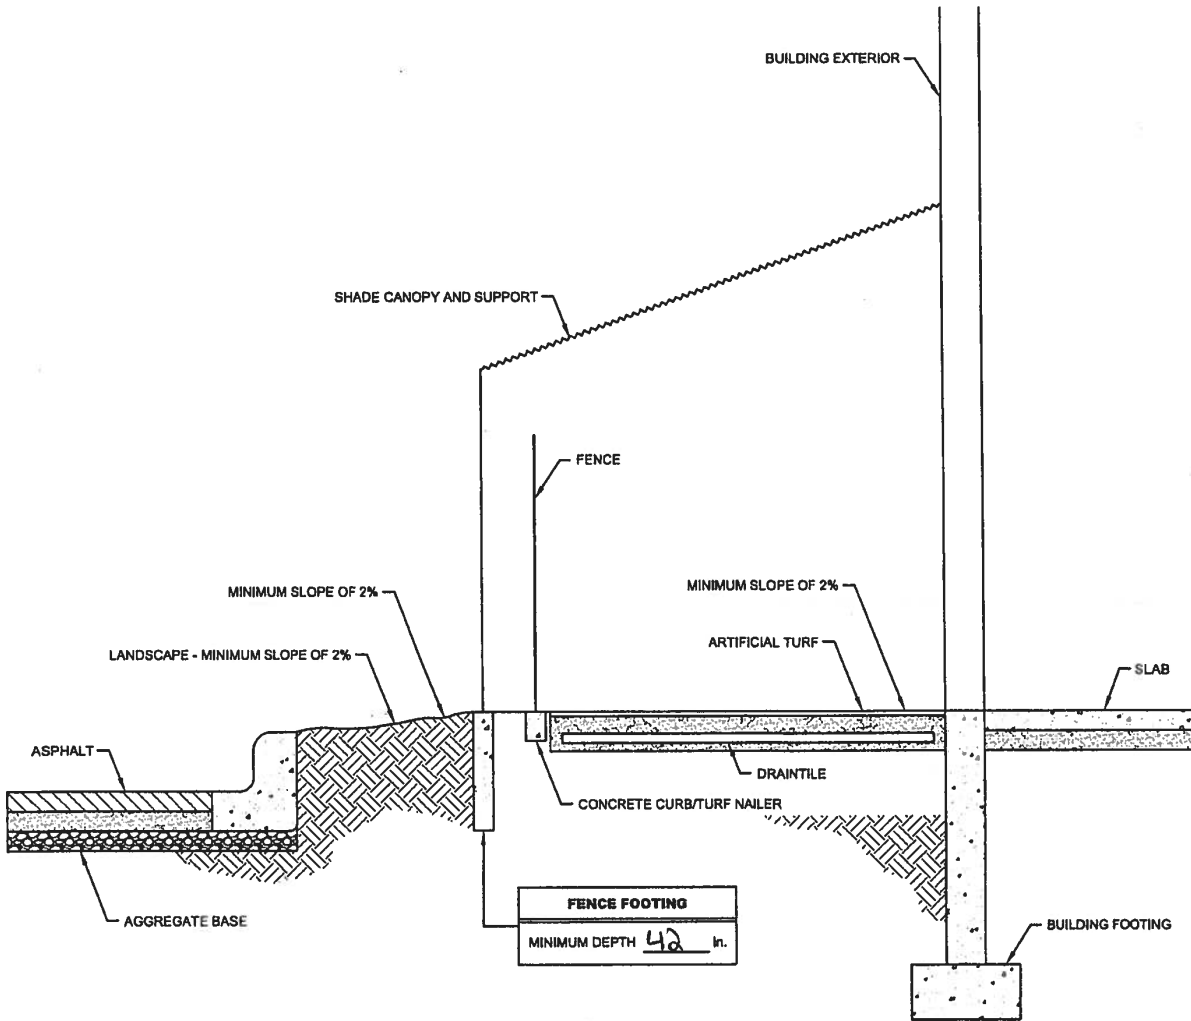 BUILDING EXTERIOR
SHADE CANOPY AND SUPPORT
FENCE
MINIMUM SLOPE OF 2%
MINIMUM SLOPE OF 2%
LANDSCAPE - MINIMUM SLOPE OF 2%
ARTIFICIAL TURF
SLAB
ASPHALT
DRAINTILE
CONCRETE CURB/TURF NAILER
AGGREGATE BASE
FENCE FOOTING
MINIMUM DEPTH 42 in.
BUILDING FOOTING